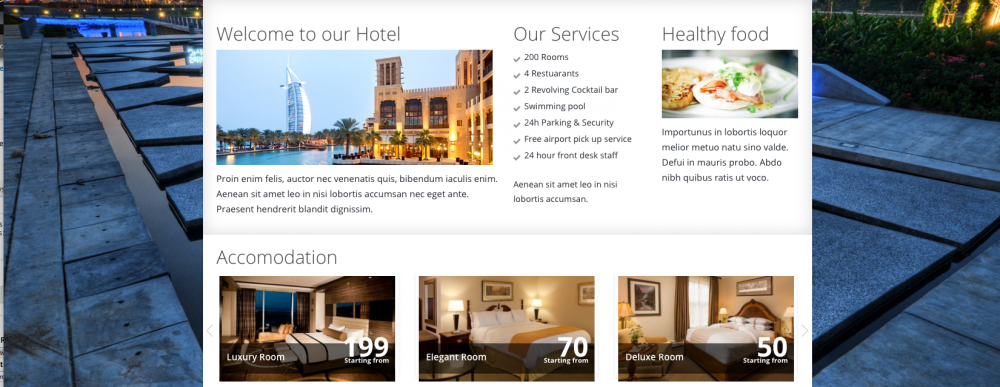 Welcome to our Hotel
Proin enim felis, auctor nec venenatis quis, bibendum iaculis enim.
Aenean sit amet leo in nisi lobortis accumsan nec eget ante.
Praesent hendrerit blandit dignissim.
Our Services
200 Rooms
4 Restuarants
2 Revolving Cocktail bar
Swimming pool
24h Parking & Security
Free airport pick up service
24 hour front desk staff
Aenean sit amet leo in nisi
lobortis accumsan.
Healthy food
Importunus in lobortis loquor
melior metuo natu sino valde.
Defui in mauris probo. Abdo
nibh quibus ratis ut voco.
Accomodation
Luxury Room
199
Starting from
Elegant Room
70
Starting from
Deluxe Room
50
Starting from